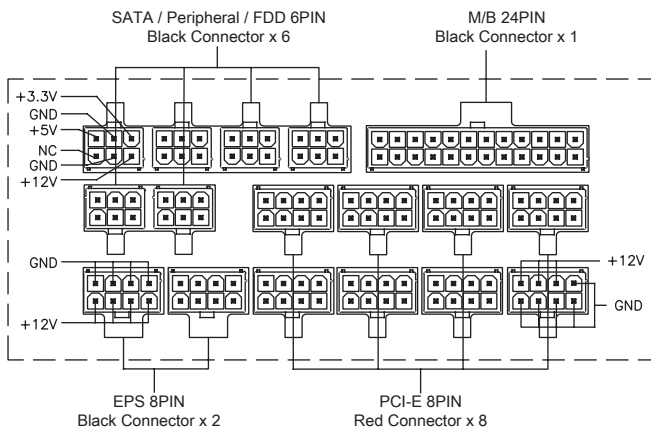 SATA / Peripheral / FDD 6PIN
Black Connector x 6
M/B 24PIN
Black Connector x 1
+3.3V
GND
+5V
NC
GND
+12V
GND
+12V
+12V
GND
EPS 8PIN
Black Connector x 2
PCI-E 8PIN
Red Connector x 8